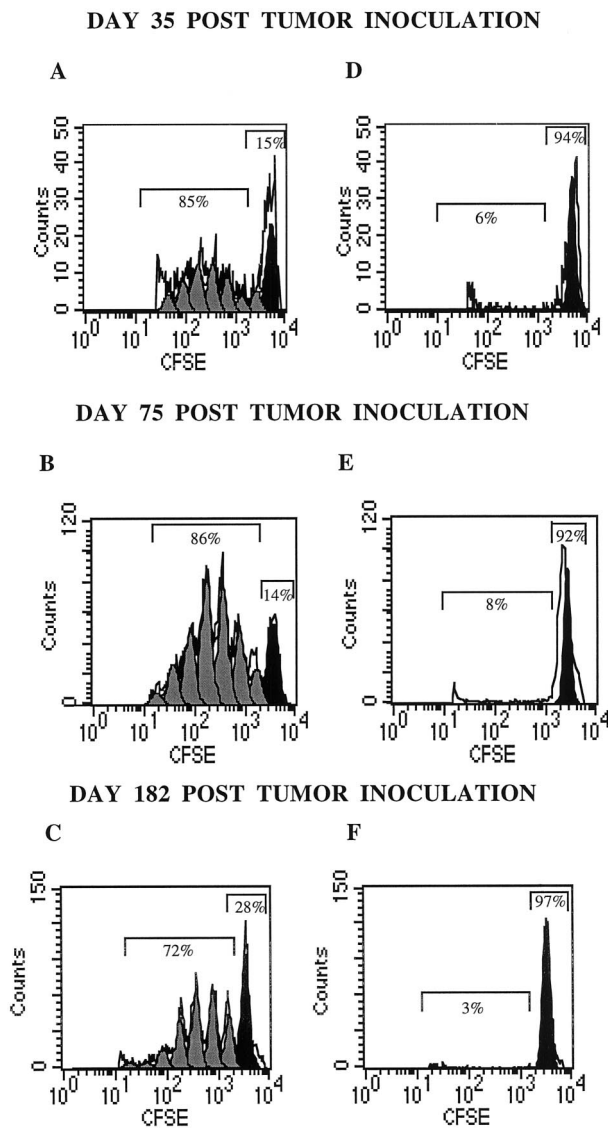 DAY 35 POST TUMOR INOCULATION
A
D
50
40
30
20
10
0
Counts
15%
85%
10^0 10^1 10^2 10^3 10^4
CFSE
50
40
30
20
10
0
Counts
94%
6%
10^0 10^1 10^2 10^3 10^4
CFSE
DAY 75 POST TUMOR INOCULATION
B
E
120
0
Counts
86%
14%
10^0 10^1 10^2 10^3 10^4
CFSE
120
0
Counts
92%
8%
10^0 10^1 10^2 10^3 10^4
CFSE
DAY 182 POST TUMOR INOCULATION
C
F
150
0
Counts
28%
72%
10^0 10^1 10^2 10^3 10^4
CFSE
150
0
Counts
97%
3%
10^0 10^1 10^2 10^3 10^4
CFSE